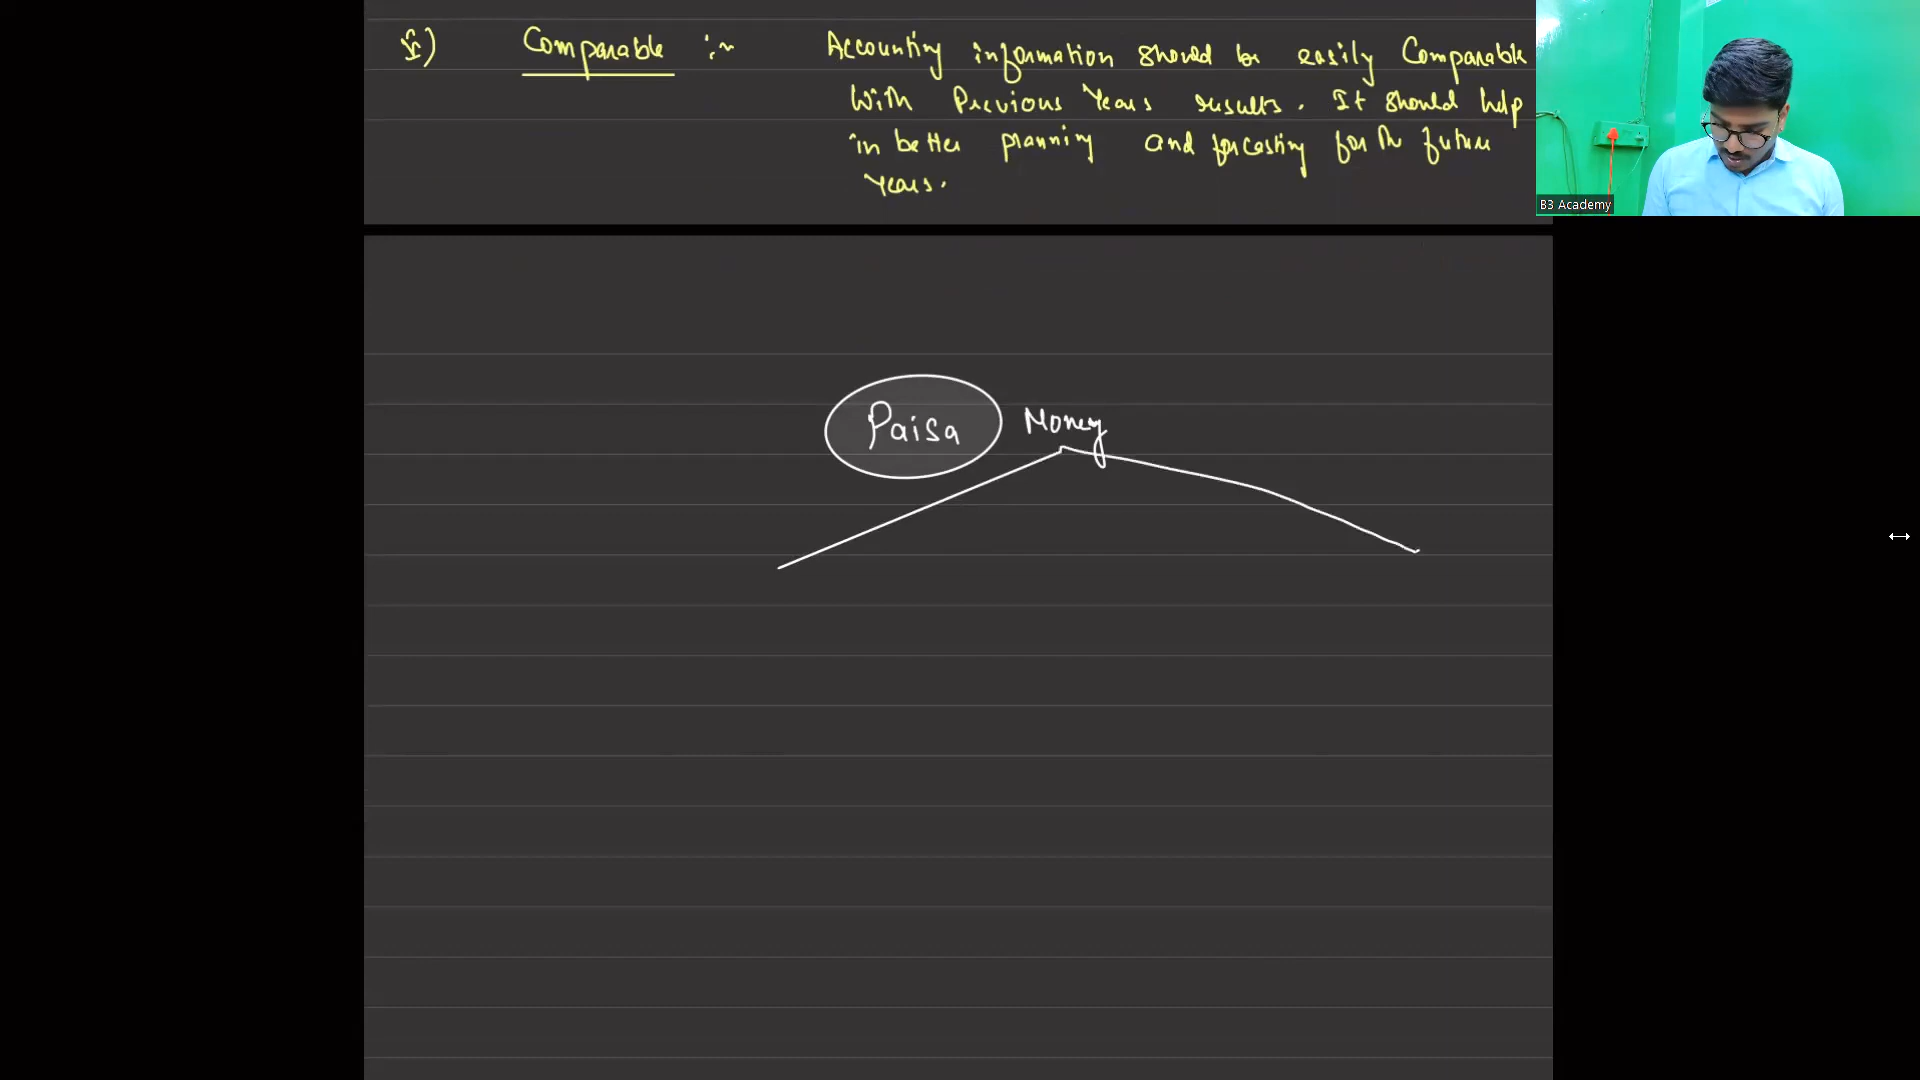 Comparable :- Accounting information should be easily Comparable
With Previous Years results. It should help
in better planning and forcasting for the future
Years.
B3 Academy
Paisa Money